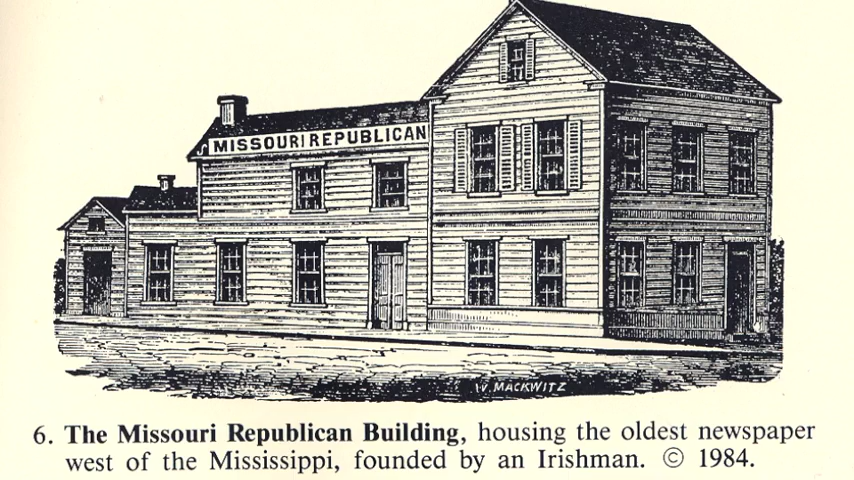 MISSOURI REPUBLICAN
W. MACKWITZ
6. The Missouri Republican Building, housing the oldest newspaper
west of the Mississippi, founded by an Irishman. © 1984.